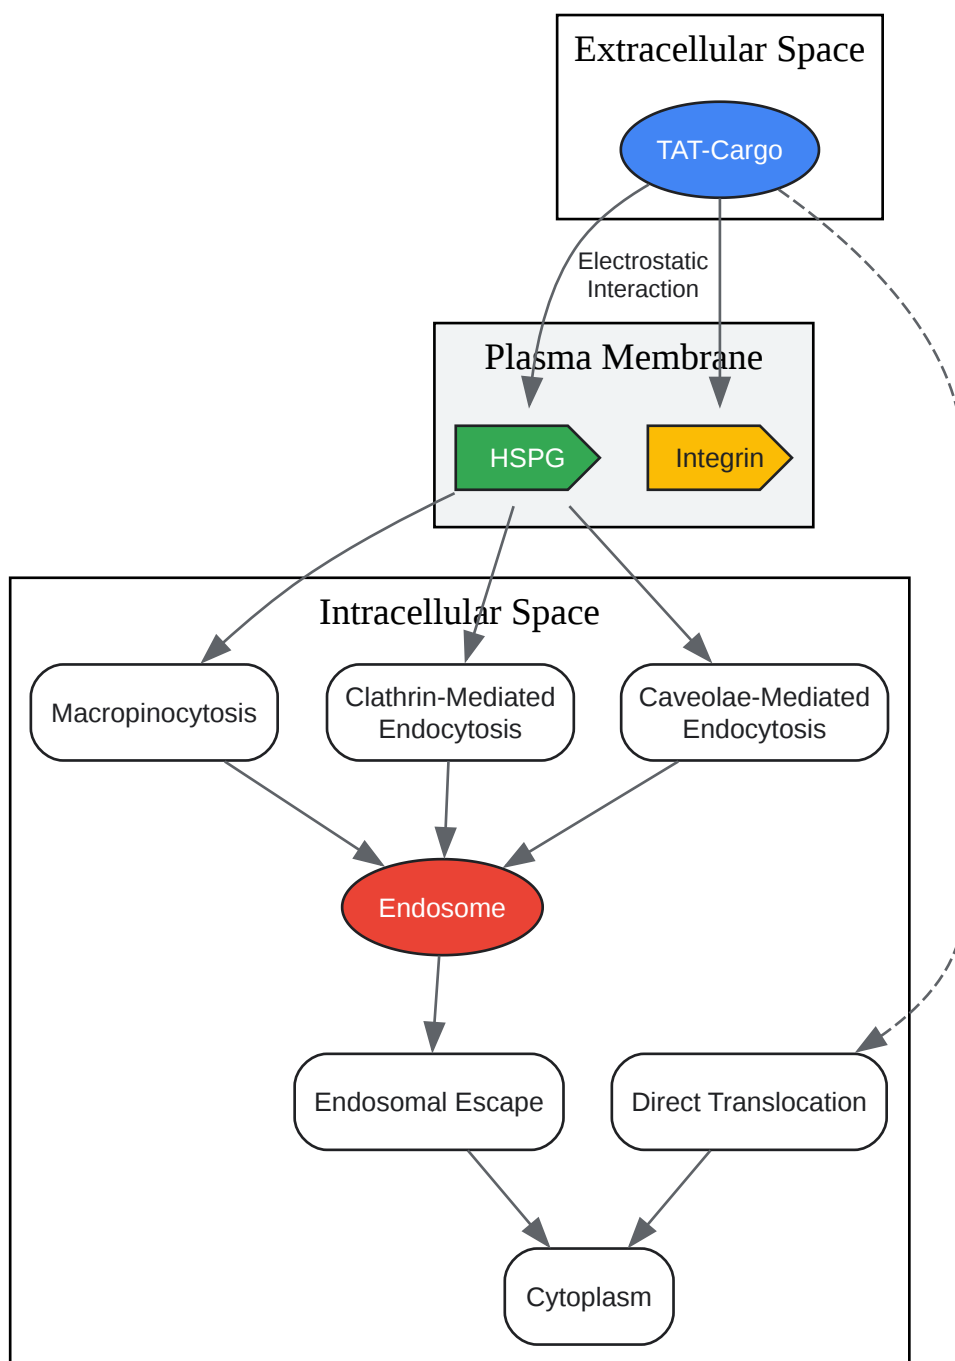 Extracellular Space
TAT-Cargo
Electrostatic
Interaction
Plasma Membrane
HSPG
Integrin
Intracellular Space
Macropinocytosis
Clathrin-Mediated
Endocytosis
Caveolae-Mediated
Endocytosis
Endosome
Endosomal Escape
Direct Translocation
Cytoplasm